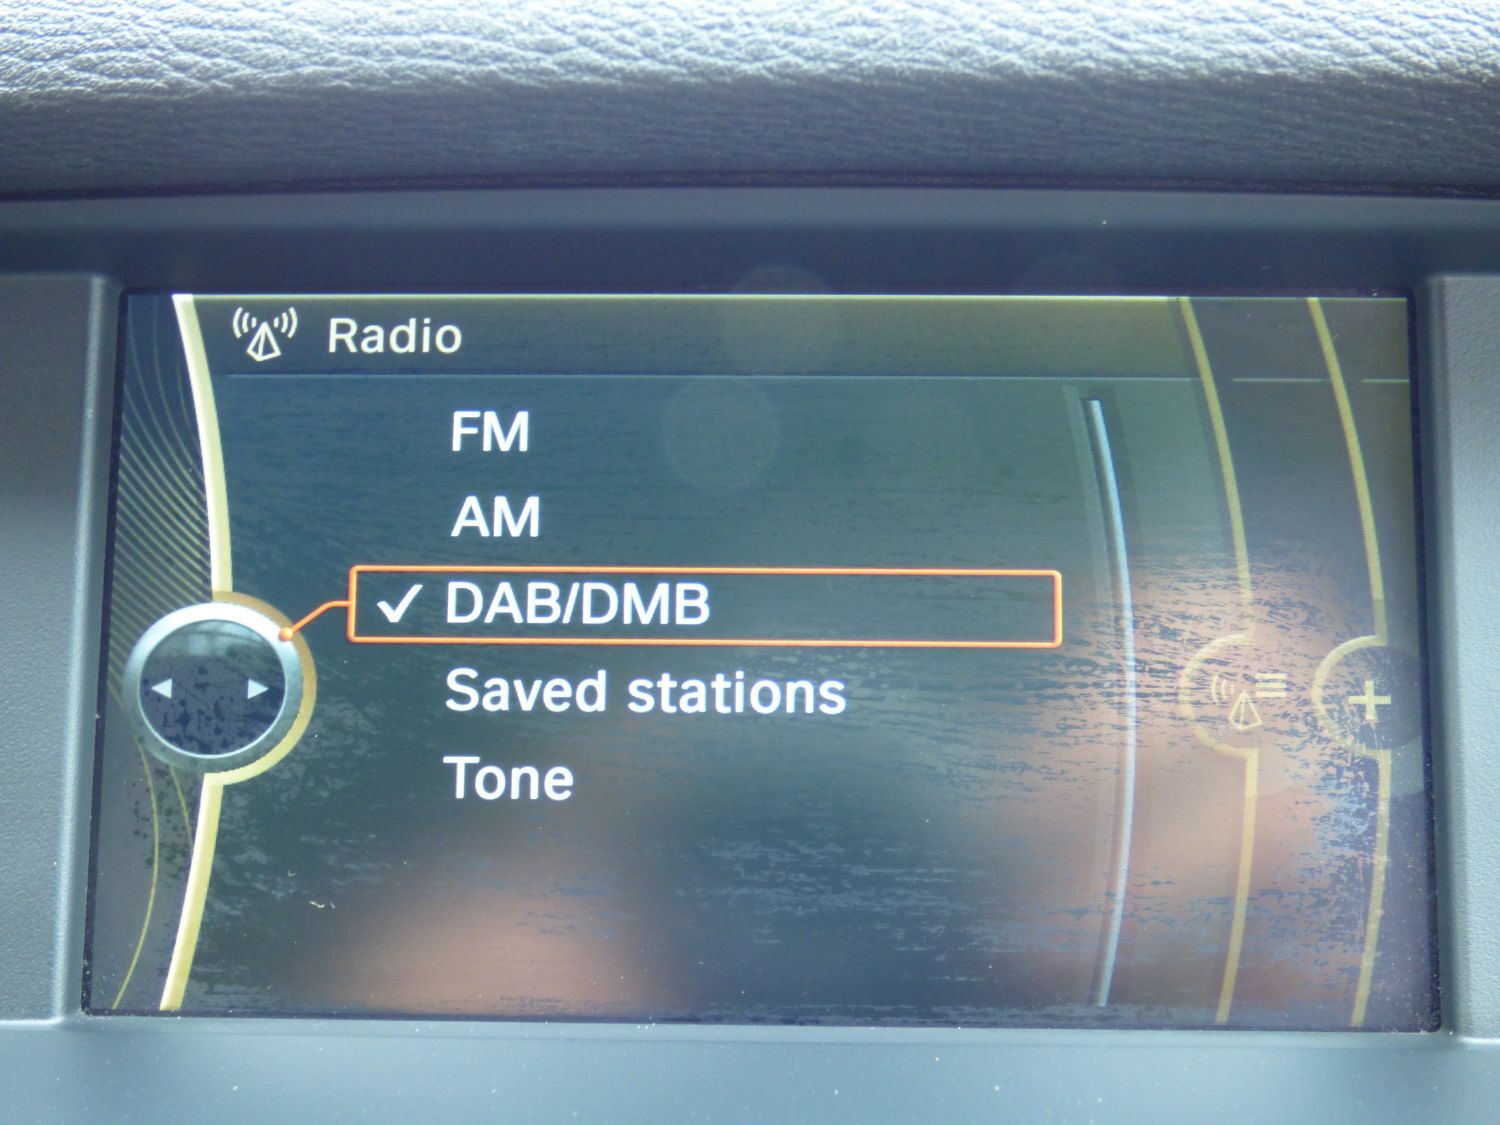 Radio
FM
AM
✓ DAB/DMB
Saved stations
Tone